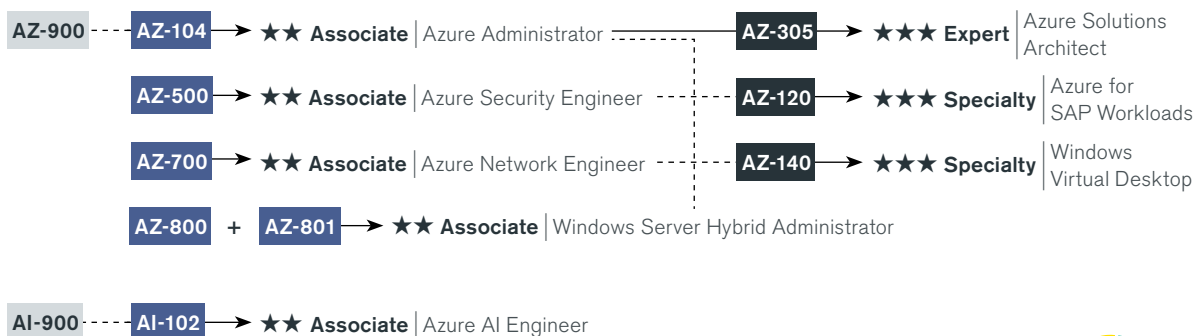 AZ-900 AZ-104 ★★ Associate | Azure Administrator AZ-305 ★★★ Expert | Azure Solutions
Architect
AZ-500 ★★ Associate | Azure Security Engineer AZ-120 ★★★ Specialty | Azure for
SAP Workloads
AZ-700 ★★ Associate | Azure Network Engineer AZ-140 ★★★ Specialty | Windows
Virtual Desktop
AZ-800 + AZ-801 ★★ Associate | Windows Server Hybrid Administrator
AI-900 AI-102 ★★ Associate | Azure AI Engineer